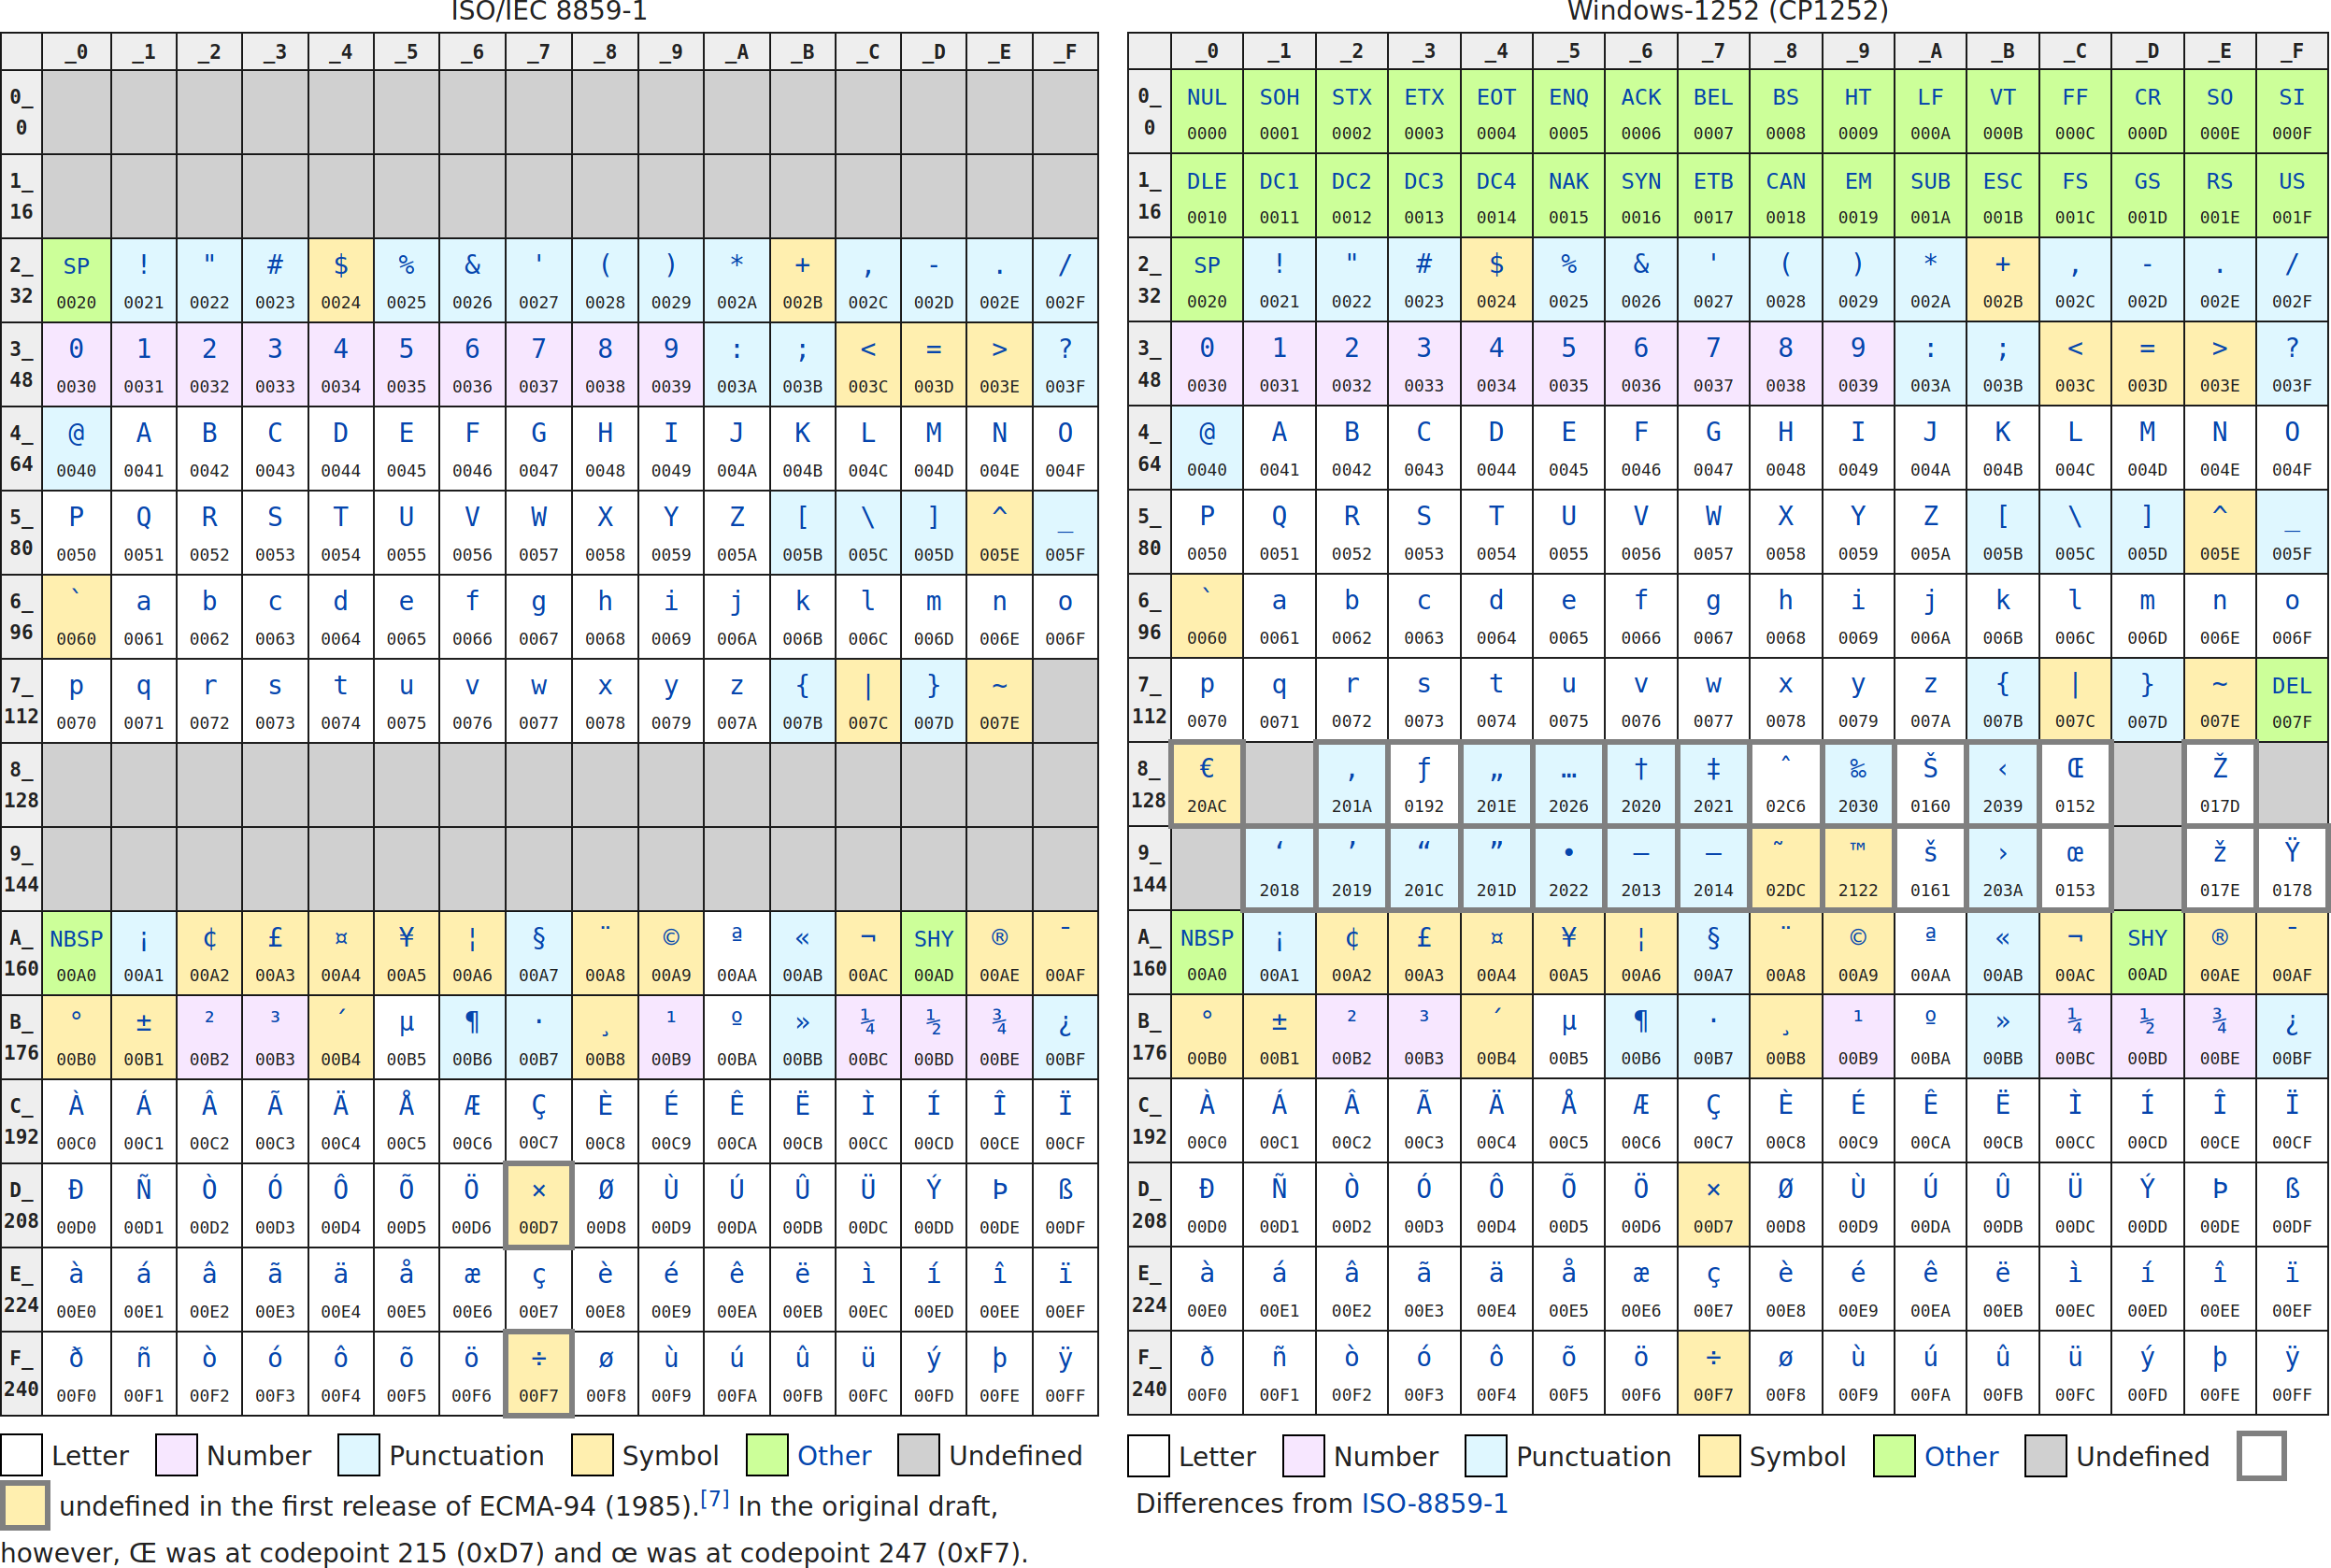 ISO/IEC 8859-1
_0 _1 _2 _3 _4 _5 _6 _7 _8 _9 _A _B _C _D _E _F
0_
0
1_
16
2_ SP ! " # $ % & ' ( ) * + , - . /
32 0020 0021 0022 0023 0024 0025 0026 0027 0028 0029 002A 002B 002C 002D 002E 002F
3_ 0 1 2 3 4 5 6 7 8 9 : ; < = > ?
48 0030 0031 0032 0033 0034 0035 0036 0037 0038 0039 003A 003B 003C 003D 003E 003F
4_ @ A B C D E F G H I J K L M N O
64 0040 0041 0042 0043 0044 0045 0046 0047 0048 0049 004A 004B 004C 004D 004E 004F
5_ P Q R S T U V W X Y Z [ \ ] ^ _
80 0050 0051 0052 0053 0054 0055 0056 0057 0058 0059 005A 005B 005C 005D 005E 005F
6_ ` a b c d e f g h i j k l m n o
96 0060 0061 0062 0063 0064 0065 0066 0067 0068 0069 006A 006B 006C 006D 006E 006F
7_ p q r s t u v w x y z { | } ~
112 0070 0071 0072 0073 0074 0075 0076 0077 0078 0079 007A 007B 007C 007D 007E
8_
128
9_
144
A_ NBSP ¡ ¢ £ ¤ ¥ ¦ § ¨ © ª « ¬ SHY ® ¯
160 00A0 00A1 00A2 00A3 00A4 00A5 00A6 00A7 00A8 00A9 00AA 00AB 00AC 00AD 00AE 00AF
B_ ° ± ² ³ ´ µ ¶ · ¸ ¹ º » ¼ ½ ¾ ¿
176 00B0 00B1 00B2 00B3 00B4 00B5 00B6 00B7 00B8 00B9 00BA 00BB 00BC 00BD 00BE 00BF
C_ À Á Â Ã Ä Å Æ Ç È É Ê Ë Ì Í Î Ï
192 00C0 00C1 00C2 00C3 00C4 00C5 00C6 00C7 00C8 00C9 00CA 00CB 00CC 00CD 00CE 00CF
D_ Ð Ñ Ò Ó Ô Õ Ö × Ø Ù Ú Û Ü Ý Þ ß
208 00D0 00D1 00D2 00D3 00D4 00D5 00D6 00D7 00D8 00D9 00DA 00DB 00DC 00DD 00DE 00DF
E_ à á â ã ä å æ ç è é ê ë ì í î ï
224 00E0 00E1 00E2 00E3 00E4 00E5 00E6 00E7 00E8 00E9 00EA 00EB 00EC 00ED 00EE 00EF
F_ ð ñ ò ó ô õ ö ÷ ø ù ú û ü ý þ ÿ
240 00F0 00F1 00F2 00F3 00F4 00F5 00F6 00F7 00F8 00F9 00FA 00FB 00FC 00FD 00FE 00FF
Letter Number Punctuation Symbol Other Undefined
undefined in the first release of ECMA-94 (1985).[7] In the original draft,
however, Œ was at codepoint 215 (0xD7) and œ was at codepoint 247 (0xF7).
Windows-1252 (CP1252)
_0 _1 _2 _3 _4 _5 _6 _7 _8 _9 _A _B _C _D _E _F
0_ NUL SOH STX ETX EOT ENQ ACK BEL BS HT LF VT FF CR SO SI
0 0000 0001 0002 0003 0004 0005 0006 0007 0008 0009 000A 000B 000C 000D 000E 000F
1_ DLE DC1 DC2 DC3 DC4 NAK SYN ETB CAN EM SUB ESC FS GS RS US
16 0010 0011 0012 0013 0014 0015 0016 0017 0018 0019 001A 001B 001C 001D 001E 001F
2_ SP ! " # $ % & ' ( ) * + , - . /
32 0020 0021 0022 0023 0024 0025 0026 0027 0028 0029 002A 002B 002C 002D 002E 002F
3_ 0 1 2 3 4 5 6 7 8 9 : ; < = > ?
48 0030 0031 0032 0033 0034 0035 0036 0037 0038 0039 003A 003B 003C 003D 003E 003F
4_ @ A B C D E F G H I J K L M N O
64 0040 0041 0042 0043 0044 0045 0046 0047 0048 0049 004A 004B 004C 004D 004E 004F
5_ P Q R S T U V W X Y Z [ \ ] ^ _
80 0050 0051 0052 0053 0054 0055 0056 0057 0058 0059 005A 005B 005C 005D 005E 005F
6_ ` a b c d e f g h i j k l m n o
96 0060 0061 0062 0063 0064 0065 0066 0067 0068 0069 006A 006B 006C 006D 006E 006F
7_ p q r s t u v w x y z { | } ~ DEL
112 0070 0071 0072 0073 0074 0075 0076 0077 0078 0079 007A 007B 007C 007D 007E 007F
8_ € ‚ ƒ „ … † ‡ ˆ ‰ Š ‹ Œ Ž
128 20AC 201A 0192 201E 2026 2020 2021 02C6 2030 0160 2039 0152 017D
9_ ‘ ’ “ ” • – — ˜ ™ š › œ ž Ÿ
144 2018 2019 201C 201D 2022 2013 2014 02DC 2122 0161 203A 0153 017E 0178
A_ NBSP ¡ ¢ £ ¤ ¥ ¦ § ¨ © ª « ¬ SHY ® ¯
160 00A0 00A1 00A2 00A3 00A4 00A5 00A6 00A7 00A8 00A9 00AA 00AB 00AC 00AD 00AE 00AF
B_ ° ± ² ³ ´ µ ¶ · ¸ ¹ º » ¼ ½ ¾ ¿
176 00B0 00B1 00B2 00B3 00B4 00B5 00B6 00B7 00B8 00B9 00BA 00BB 00BC 00BD 00BE 00BF
C_ À Á Â Ã Ä Å Æ Ç È É Ê Ë Ì Í Î Ï
192 00C0 00C1 00C2 00C3 00C4 00C5 00C6 00C7 00C8 00C9 00CA 00CB 00CC 00CD 00CE 00CF
D_ Ð Ñ Ò Ó Ô Õ Ö × Ø Ù Ú Û Ü Ý Þ ß
208 00D0 00D1 00D2 00D3 00D4 00D5 00D6 00D7 00D8 00D9 00DA 00DB 00DC 00DD 00DE 00DF
E_ à á â ã ä å æ ç è é ê ë ì í î ï
224 00E0 00E1 00E2 00E3 00E4 00E5 00E6 00E7 00E8 00E9 00EA 00EB 00EC 00ED 00EE 00EF
F_ ð ñ ò ó ô õ ö ÷ ø ù ú û ü ý þ ÿ
240 00F0 00F1 00F2 00F3 00F4 00F5 00F6 00F7 00F8 00F9 00FA 00FB 00FC 00FD 00FE 00FF
Letter Number Punctuation Symbol Other Undefined
Differences from ISO-8859-1